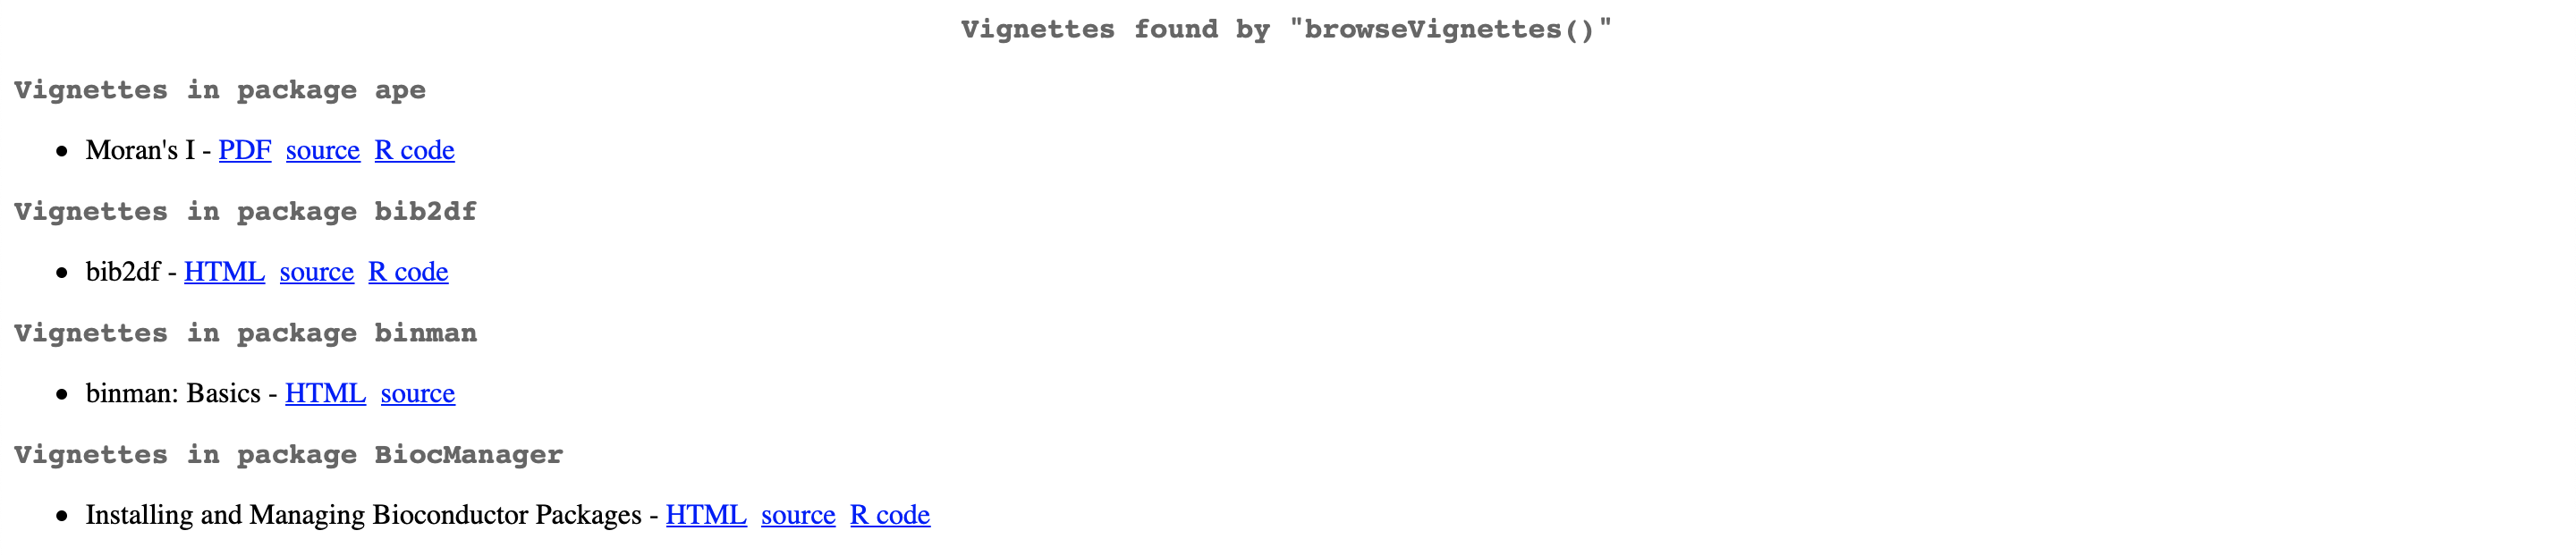 Vignettes found by "browseVignettes()"
Vignettes in package ape
• Moran's I - PDF source R code
Vignettes in package bib2df
• bib2df - HTML source R code
Vignettes in package binman
• binman: Basics - HTML source
Vignettes in package BiocManager
• Installing and Managing Bioconductor Packages - HTML source R code